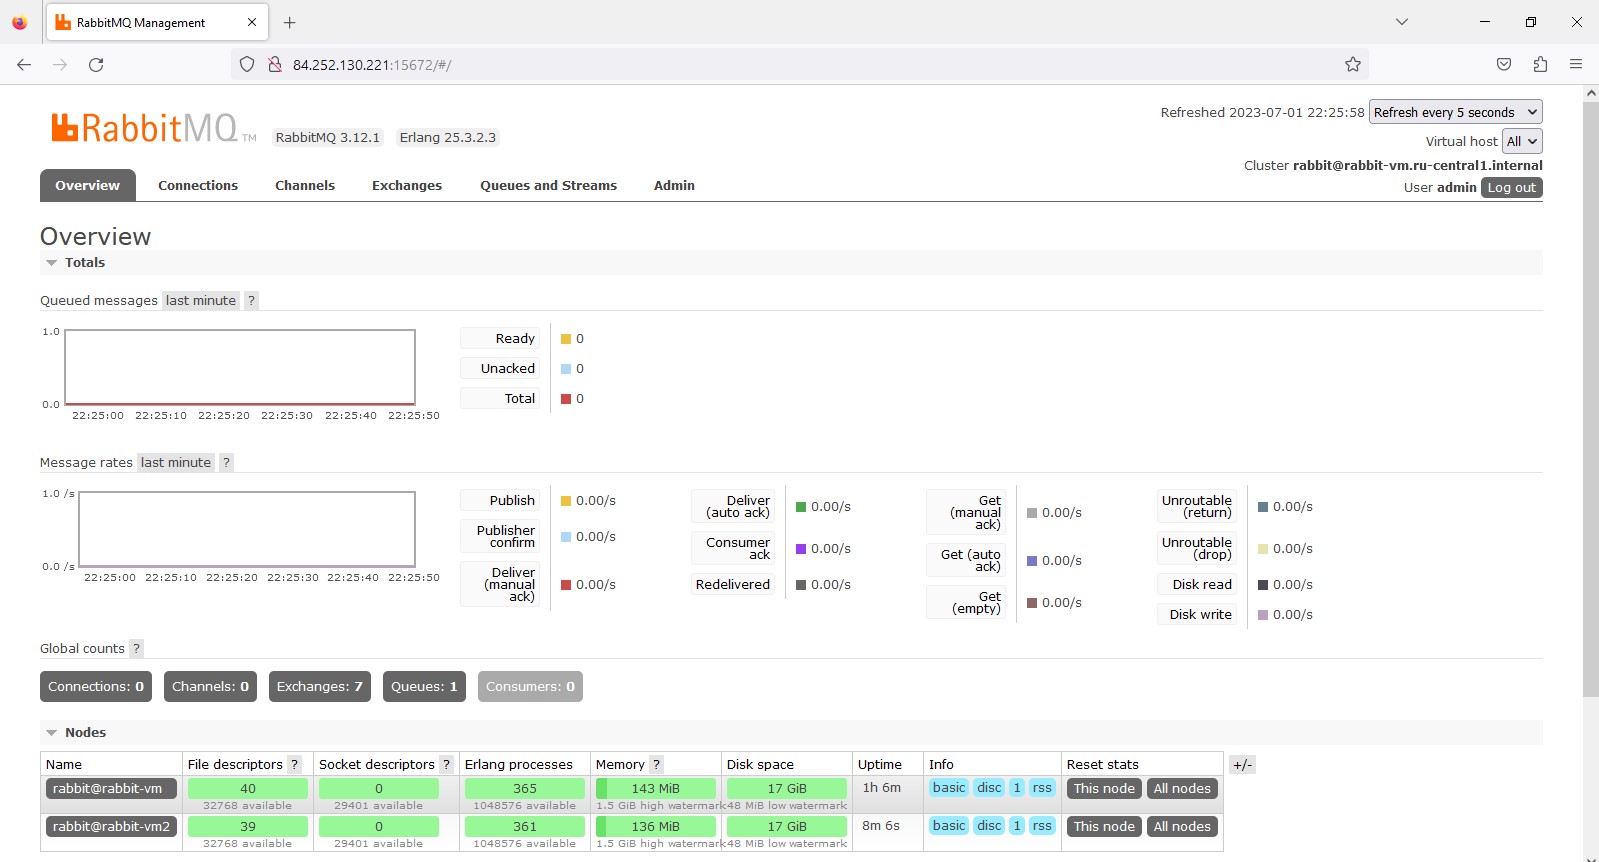 RabbitMQ Management
84.252.130.221:15672/#/
RabbitMQ TM RabbitMQ 3.12.1 Erlang 25.3.2.3
Refreshed 2023-07-01 22:25:58 Refresh every 5 seconds
Virtual host All
Cluster rabbit@rabbit-vm.ru-central1.internal
User admin Log out
Overview Connections Channels Exchanges Queues and Streams Admin
Overview
Totals
Queued messages last minute ?
1.0
0.0
22:25:00 22:25:10 22:25:20 22:25:30 22:25:40 22:25:50
Ready 0
Unacked 0
Total 0
Message rates last minute ?
1.0 /s
0.0 /s
22:25:00 22:25:10 22:25:20 22:25:30 22:25:40 22:25:50
Publish 0.00/s
Publisher
confirm 0.00/s
Deliver
(manual
ack) 0.00/s
Deliver
(auto ack) 0.00/s
Consumer
ack 0.00/s
Redelivered 0.00/s
Get
(manual
ack) 0.00/s
Get (auto
ack) 0.00/s
Get
(empty) 0.00/s
Unroutable
(return) 0.00/s
Unroutable
(drop) 0.00/s
Disk read 0.00/s
Disk write 0.00/s
Global counts ?
Connections: 0 Channels: 0 Exchanges: 7 Queues: 1 Consumers: 0
Nodes
Name File descriptors ? Socket descriptors ? Erlang processes Memory ? Disk space Uptime Info Reset stats +/-
rabbit@rabbit-vm 40 0 365 143 MiB 17 GiB 1h 6m basic disc 1 rss This node All nodes
32768 available 29401 available 1048576 available 1.5 GiB high watermark 48 MiB low watermark
rabbit@rabbit-vm2 39 0 361 136 MiB 17 GiB 8m 6s basic disc 1 rss This node All nodes
32768 available 29401 available 1048576 available 1.5 GiB high watermark 48 MiB low watermark